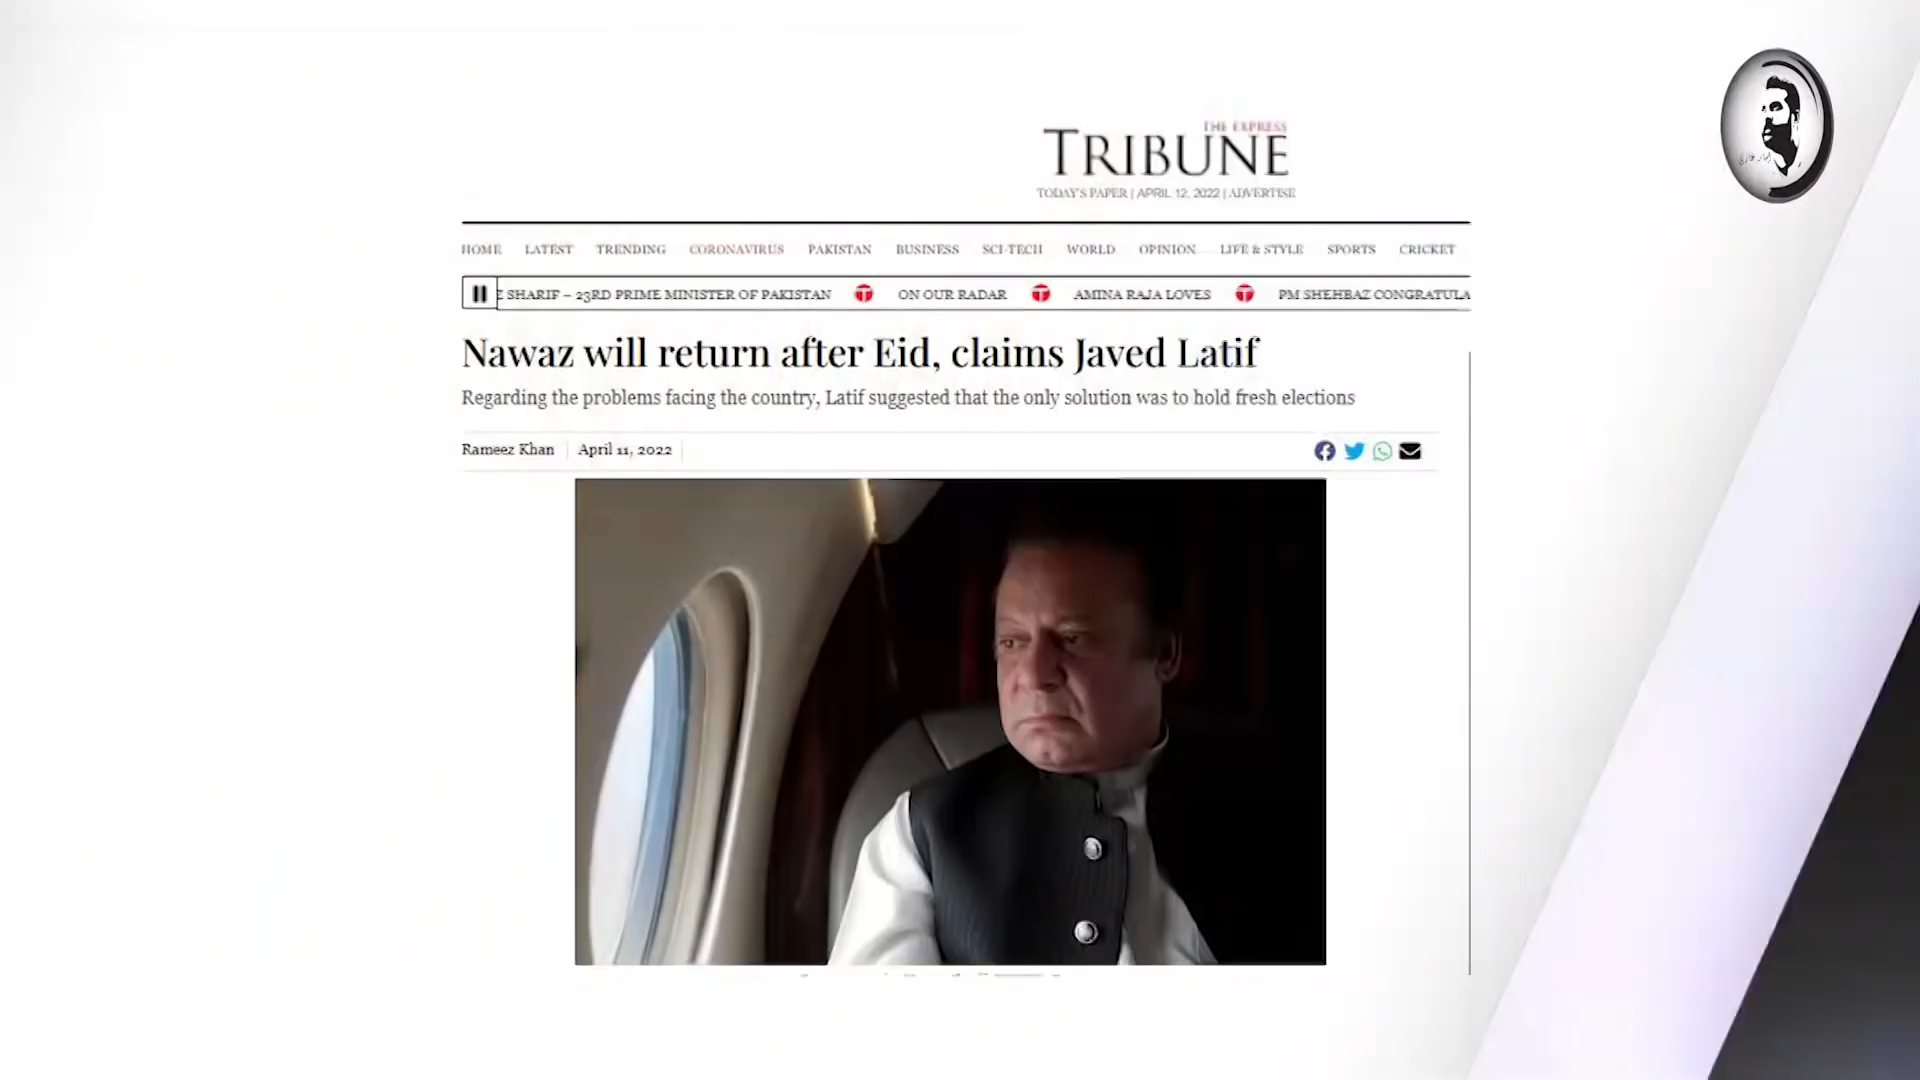 THE EXPRESS
TRIBUNE
TODAY'S PAPER | APRIL 12, 2022 | ADVERTISE
HOME LATEST TRENDING CORONAVIRUS PAKISTAN BUSINESS SCI-TECH WORLD OPINION LIFE & STYLE SPORTS CRICKET
Z SHARIF – 23RD PRIME MINISTER OF PAKISTAN ON OUR RADAR AMINA RAJA LOVES PM SHEHBAZ CONGRATULA
Nawaz will return after Eid, claims Javed Latif
Regarding the problems facing the country, Latif suggested that the only solution was to hold fresh elections
Rameez Khan April 11, 2022